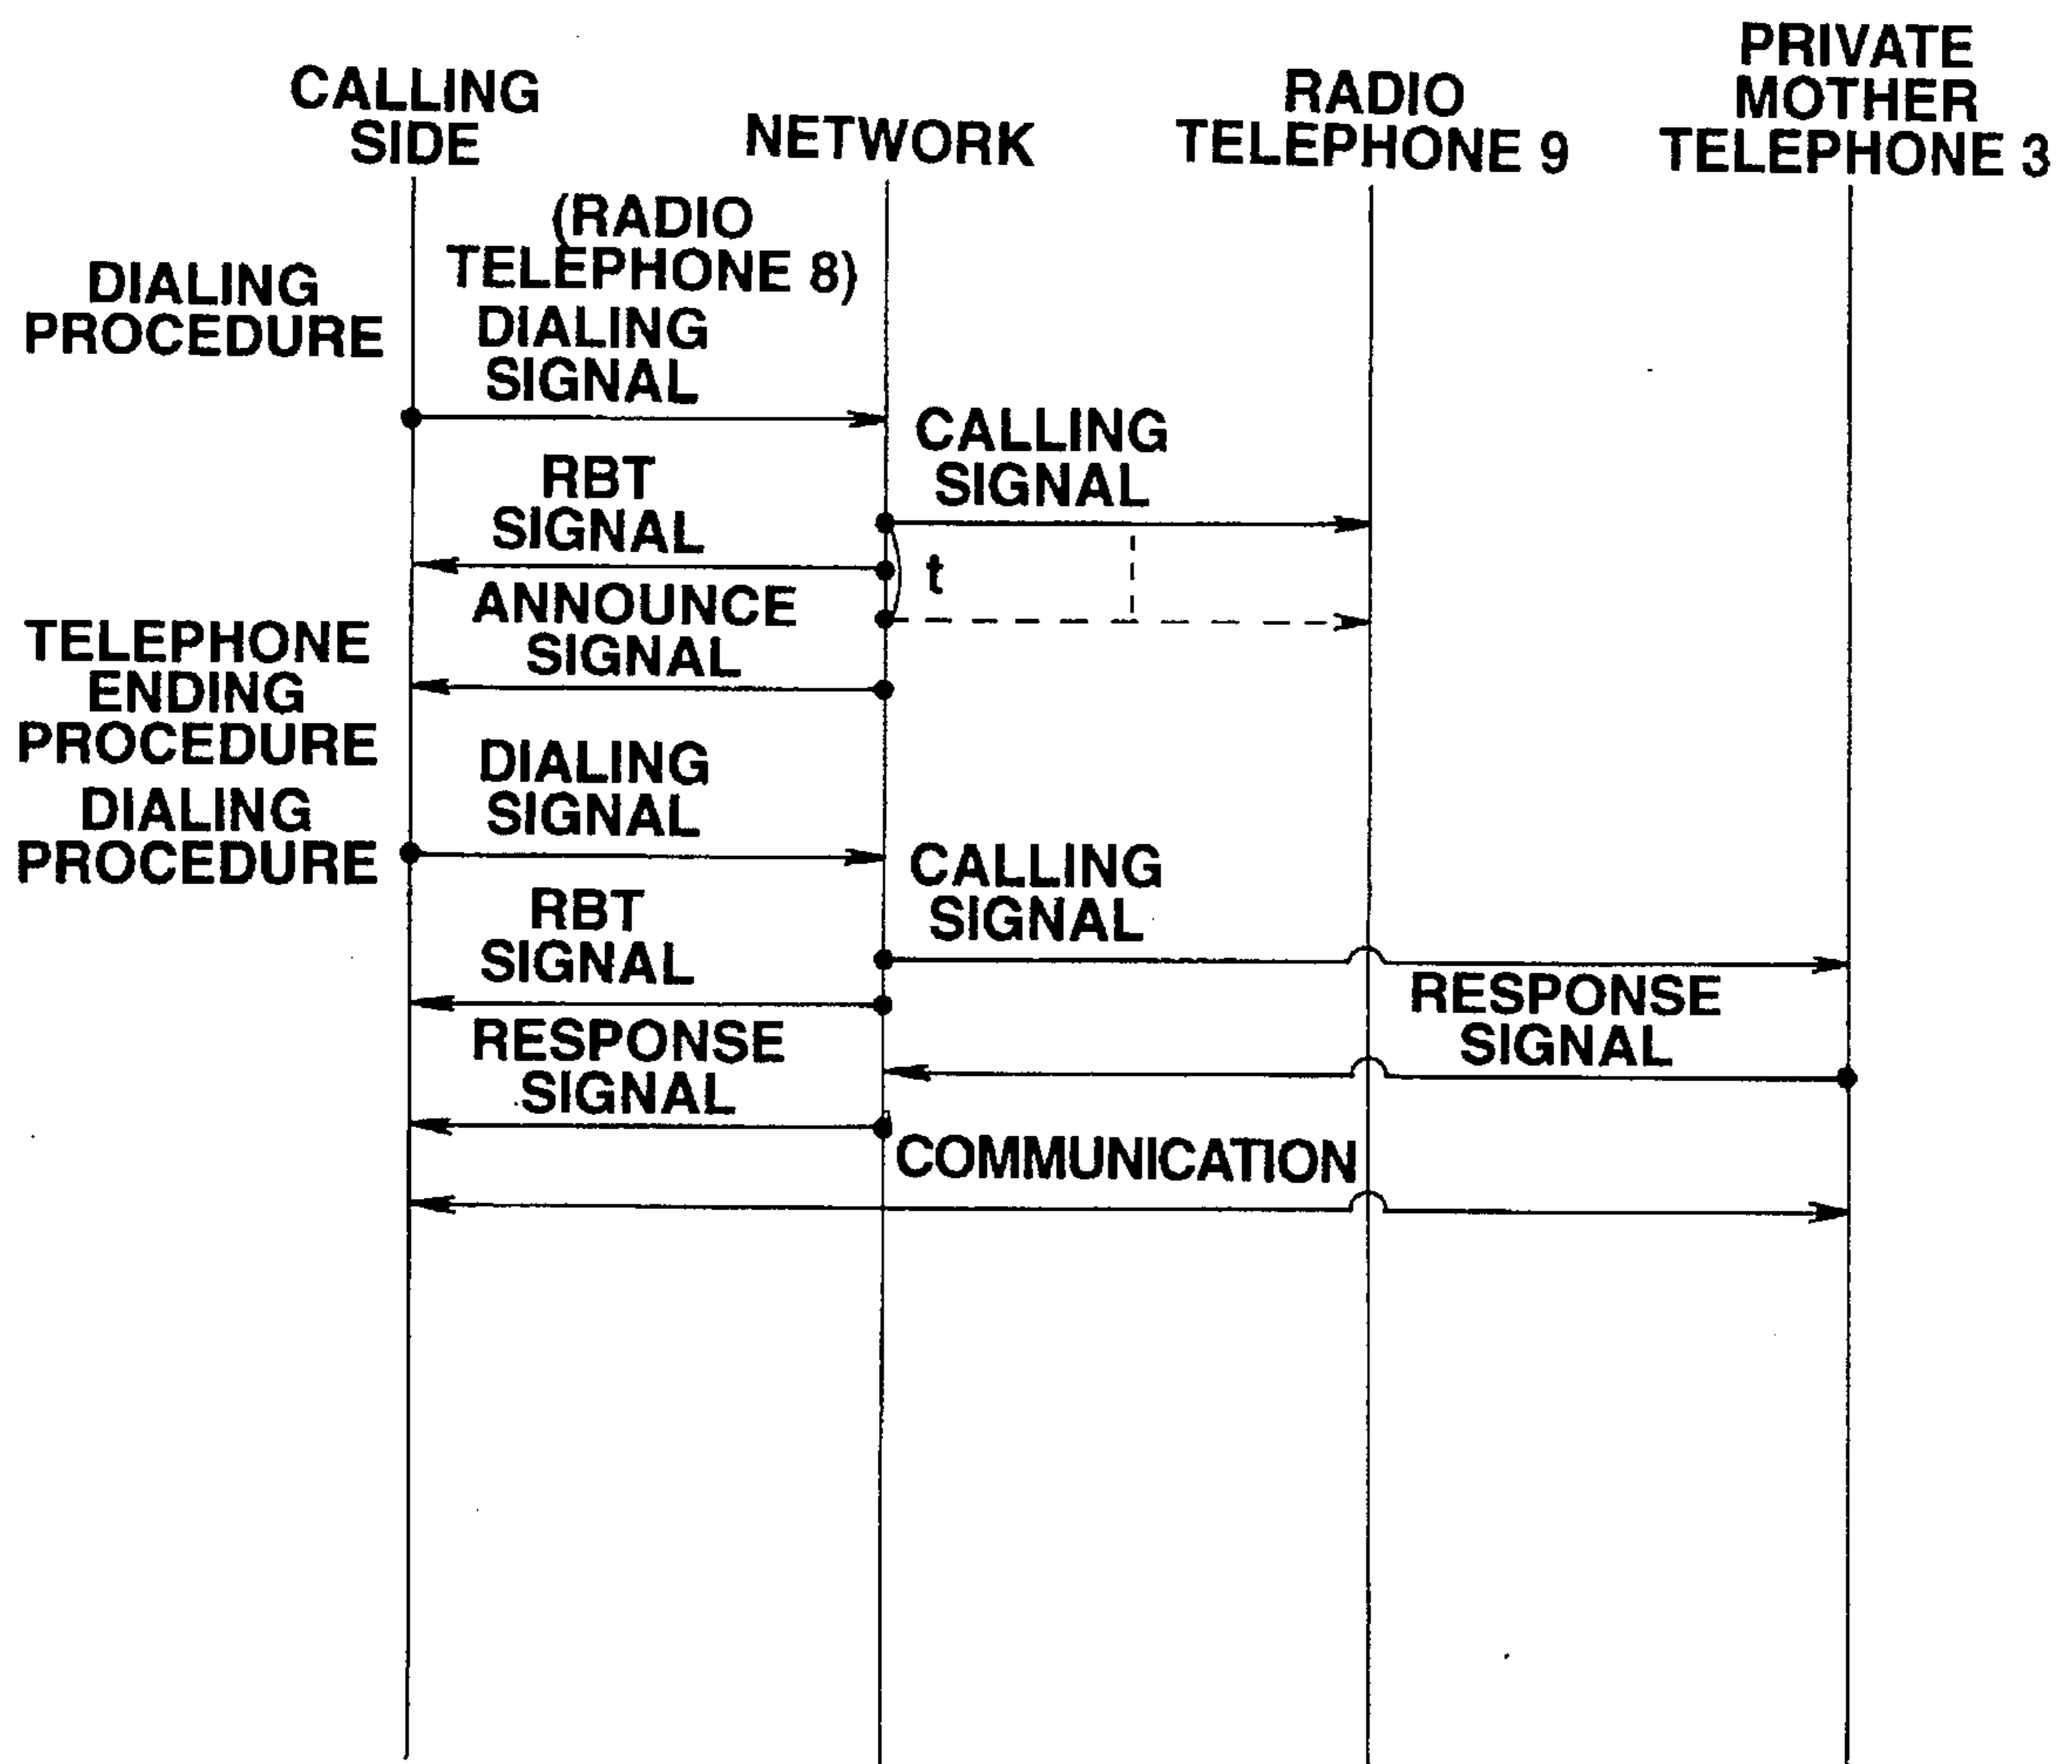 CALLING
SIDE
NETWORK
RADIO
TELEPHONE 9
PRIVATE
MOTHER
TELEPHONE 3
(RADIO
TELEPHONE 8)
DIALING
PROCEDURE
DIALING
SIGNAL
CALLING
SIGNAL
RBT
SIGNAL
t
ANNOUNCE
SIGNAL
TELEPHONE
ENDING
PROCEDURE
DIALING
PROCEDURE
DIALING
SIGNAL
CALLING
SIGNAL
RBT
SIGNAL
RESPONSE
SIGNAL
RESPONSE
SIGNAL
COMMUNICATION